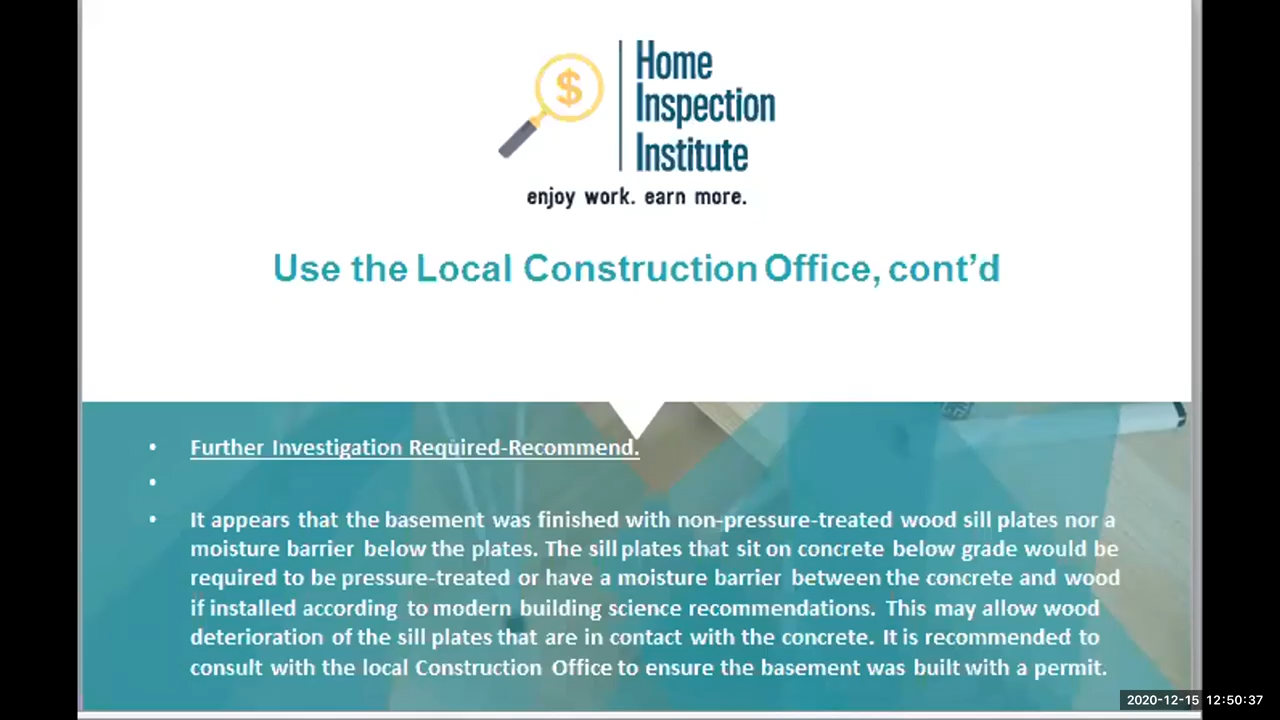 $
Home
Inspection
Institute
enjoy work. earn more.
Use the Local Construction Office, cont’d
• Further Investigation Required-Recommend.
•
• It appears that the basement was finished with non-pressure-treated wood sill plates nor a
moisture barrier below the plates. The sill plates that sit on concrete below grade would be
required to be pressure-treated or have a moisture barrier between the concrete and wood
if installed according to modern building science recommendations. This may allow wood
deterioration of the sill plates that are in contact with the concrete. It is recommended to
consult with the local Construction Office to ensure the basement was built with a permit.
2020-12-15 12:50:37